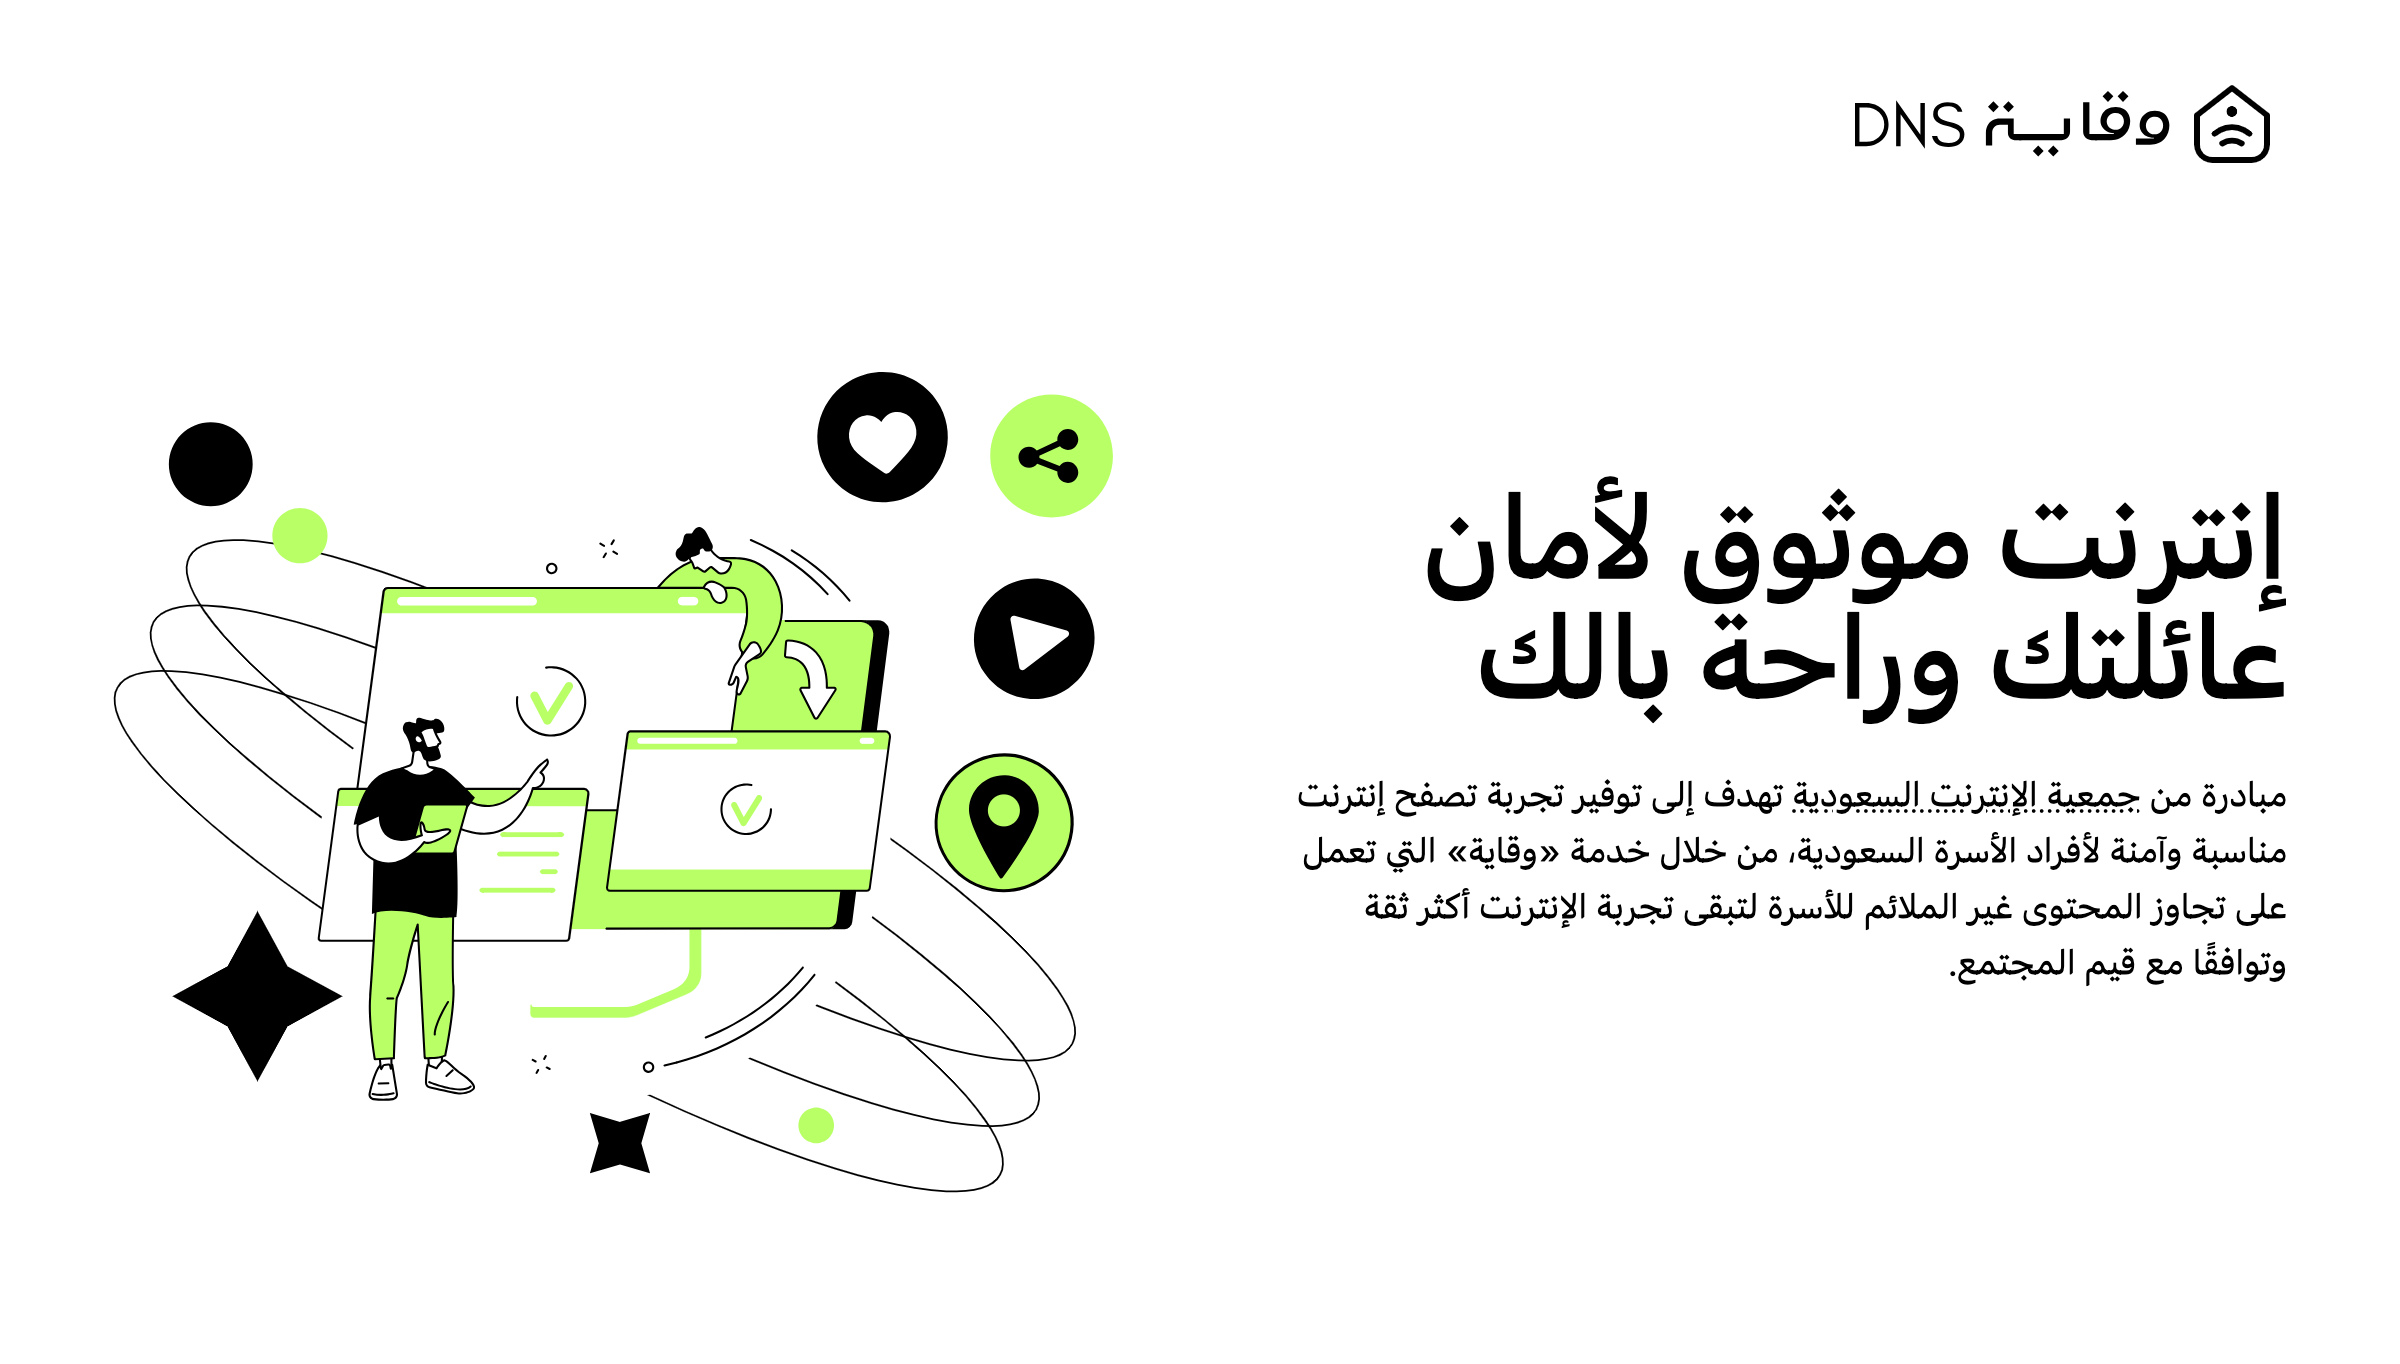 وقاية DNS
إنترنت موثوق لأمان
عائلتك وراحة بالك
مبادرة من جمعية الإنترنت السعودية تهدف إلى توفير تجربة تصفح إنترنت
مناسبة وآمنة لأفراد الأسرة السعودية، من خلال خدمة «وقاية» التي تعمل
على تجاوز المحتوى غير الملائم للأسرة لتبقى تجربة الإنترنت أكثر ثقة
وتوافقًا مع قيم المجتمع.